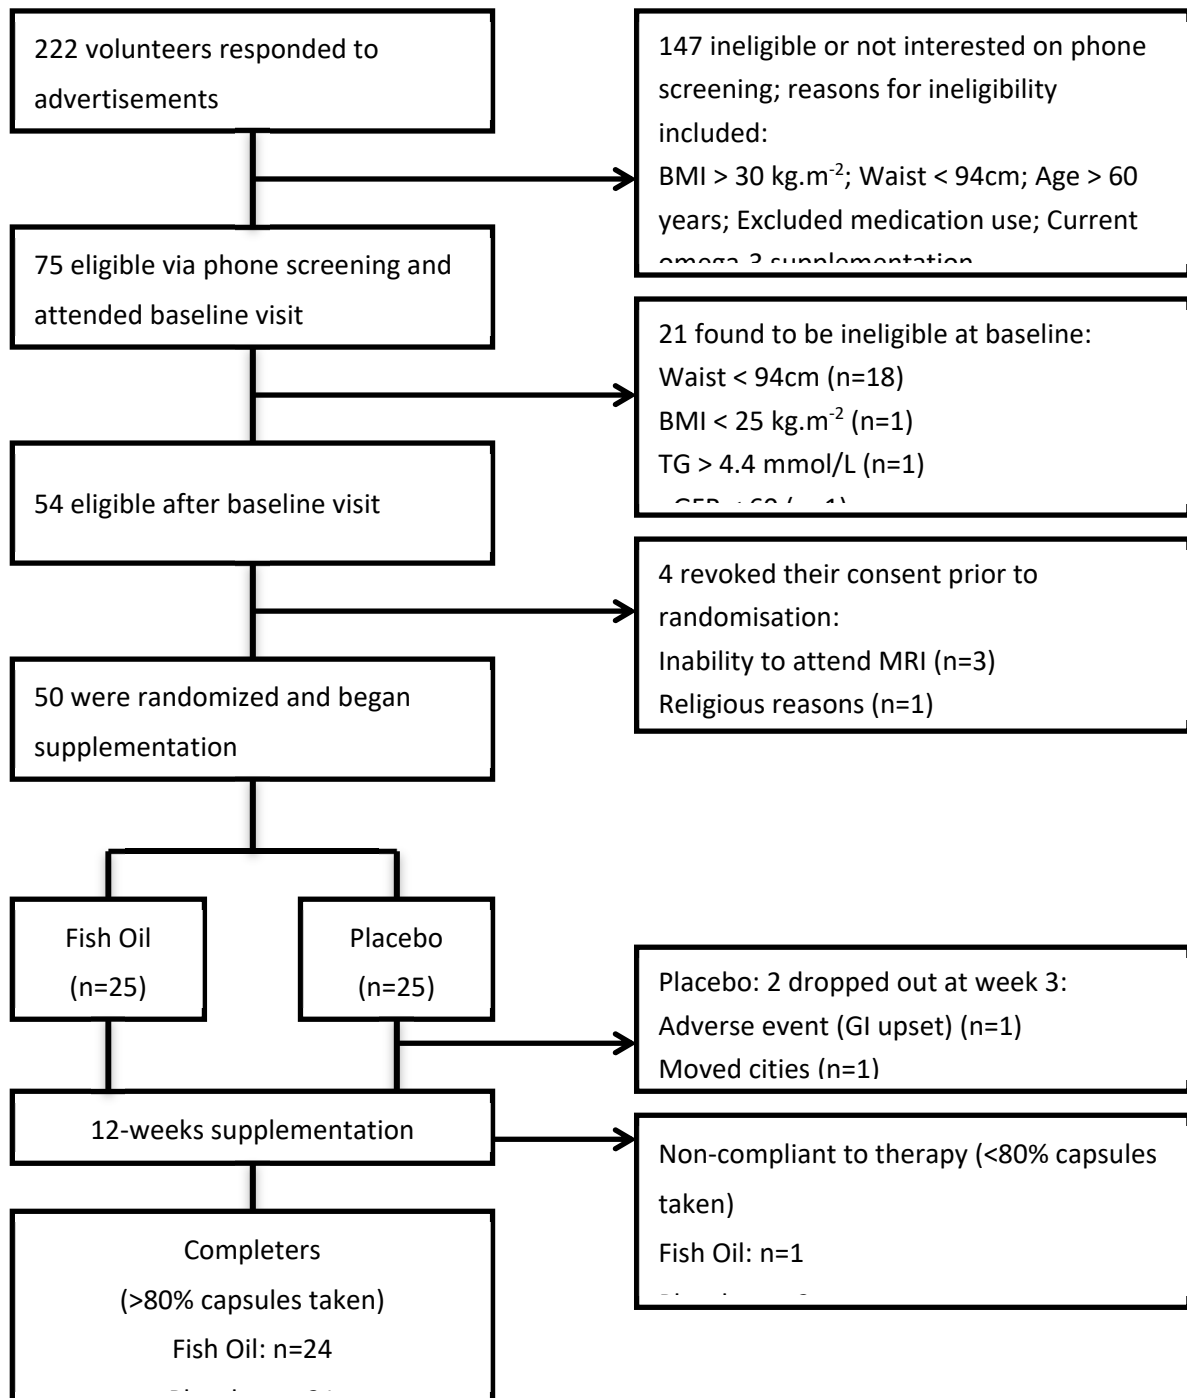 222 volunteers responded to
advertisements
147 ineligible or not interested on phone
screening; reasons for ineligibility
included:
BMI > 30 kg.m⁻²; Waist < 94cm; Age > 60
years; Excluded medication use; Current
omega-3 supplementation
75 eligible via phone screening and
attended baseline visit
21 found to be ineligible at baseline:
Waist < 94cm (n=18)
BMI < 25 kg.m⁻² (n=1)
TG > 4.4 mmol/L (n=1)
54 eligible after baseline visit
4 revoked their consent prior to
randomisation:
Inability to attend MRI (n=3)
Religious reasons (n=1)
50 were randomized and began
supplementation
Fish Oil
(n=25)
Placebo
(n=25)
Placebo: 2 dropped out at week 3:
Adverse event (GI upset) (n=1)
Moved cities (n=1)
12-weeks supplementation
Non-compliant to therapy (<80% capsules
taken)
Fish Oil: n=1
Completers
(>80% capsules taken)
Fish Oil: n=24